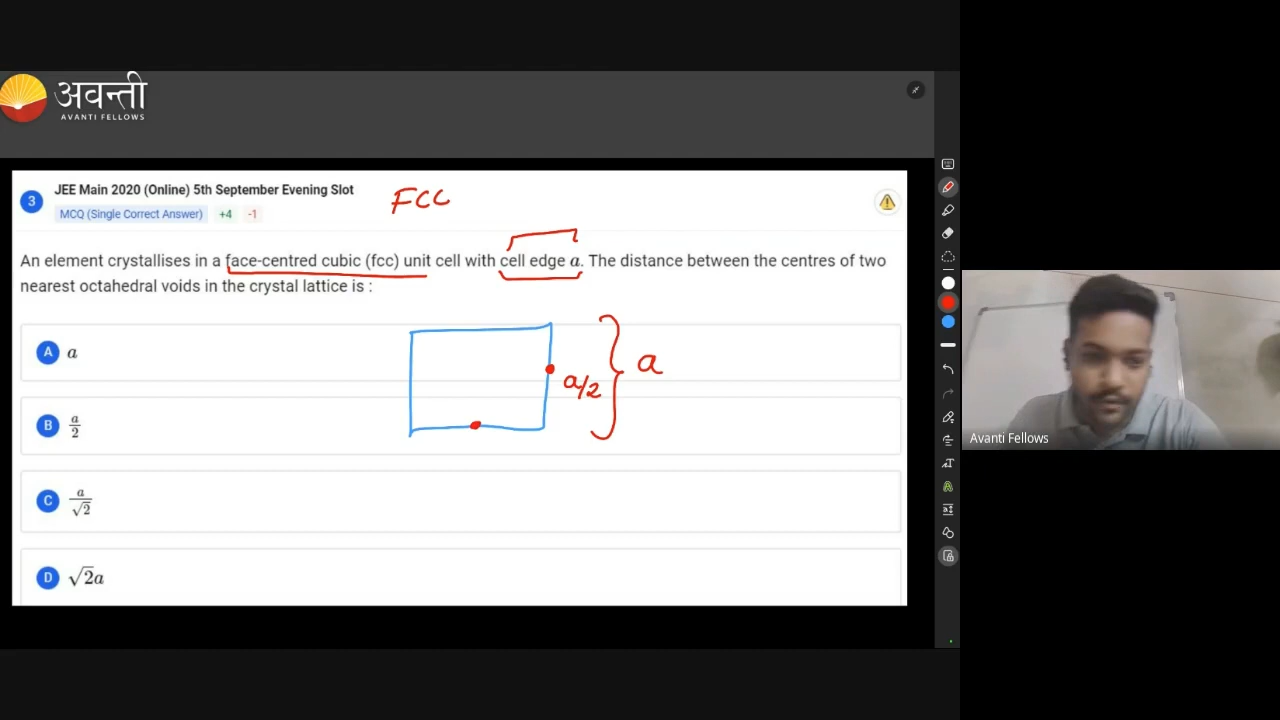 अवन्ती
AVANTI FELLOWS
3
JEE Main 2020 (Online) 5th September Evening Slot
MCQ (Single Correct Answer) +4 -1
FCC
An element crystallises in a face-centred cubic (fcc) unit cell with cell edge a. The distance between the centres of two
nearest octahedral voids in the crystal lattice is :
A a
B a/2
C a/√2
D √2a
a/2
a
Avanti Fellows